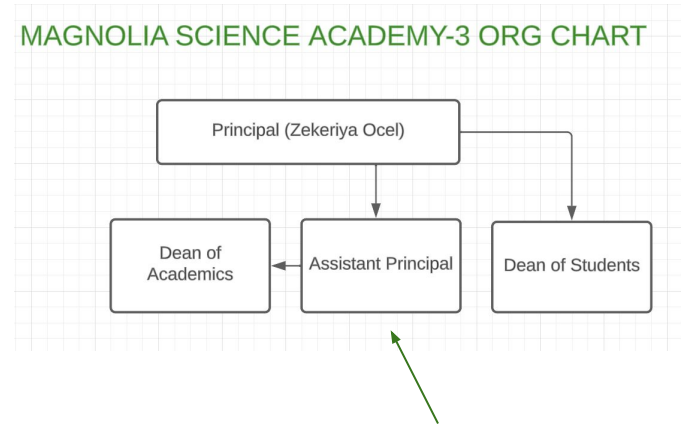 MAGNOLIA SCIENCE ACADEMY-3 ORG CHART
Principal (Zekeriya Ocel)
Dean of
Academics
Assistant Principal
Dean of Students